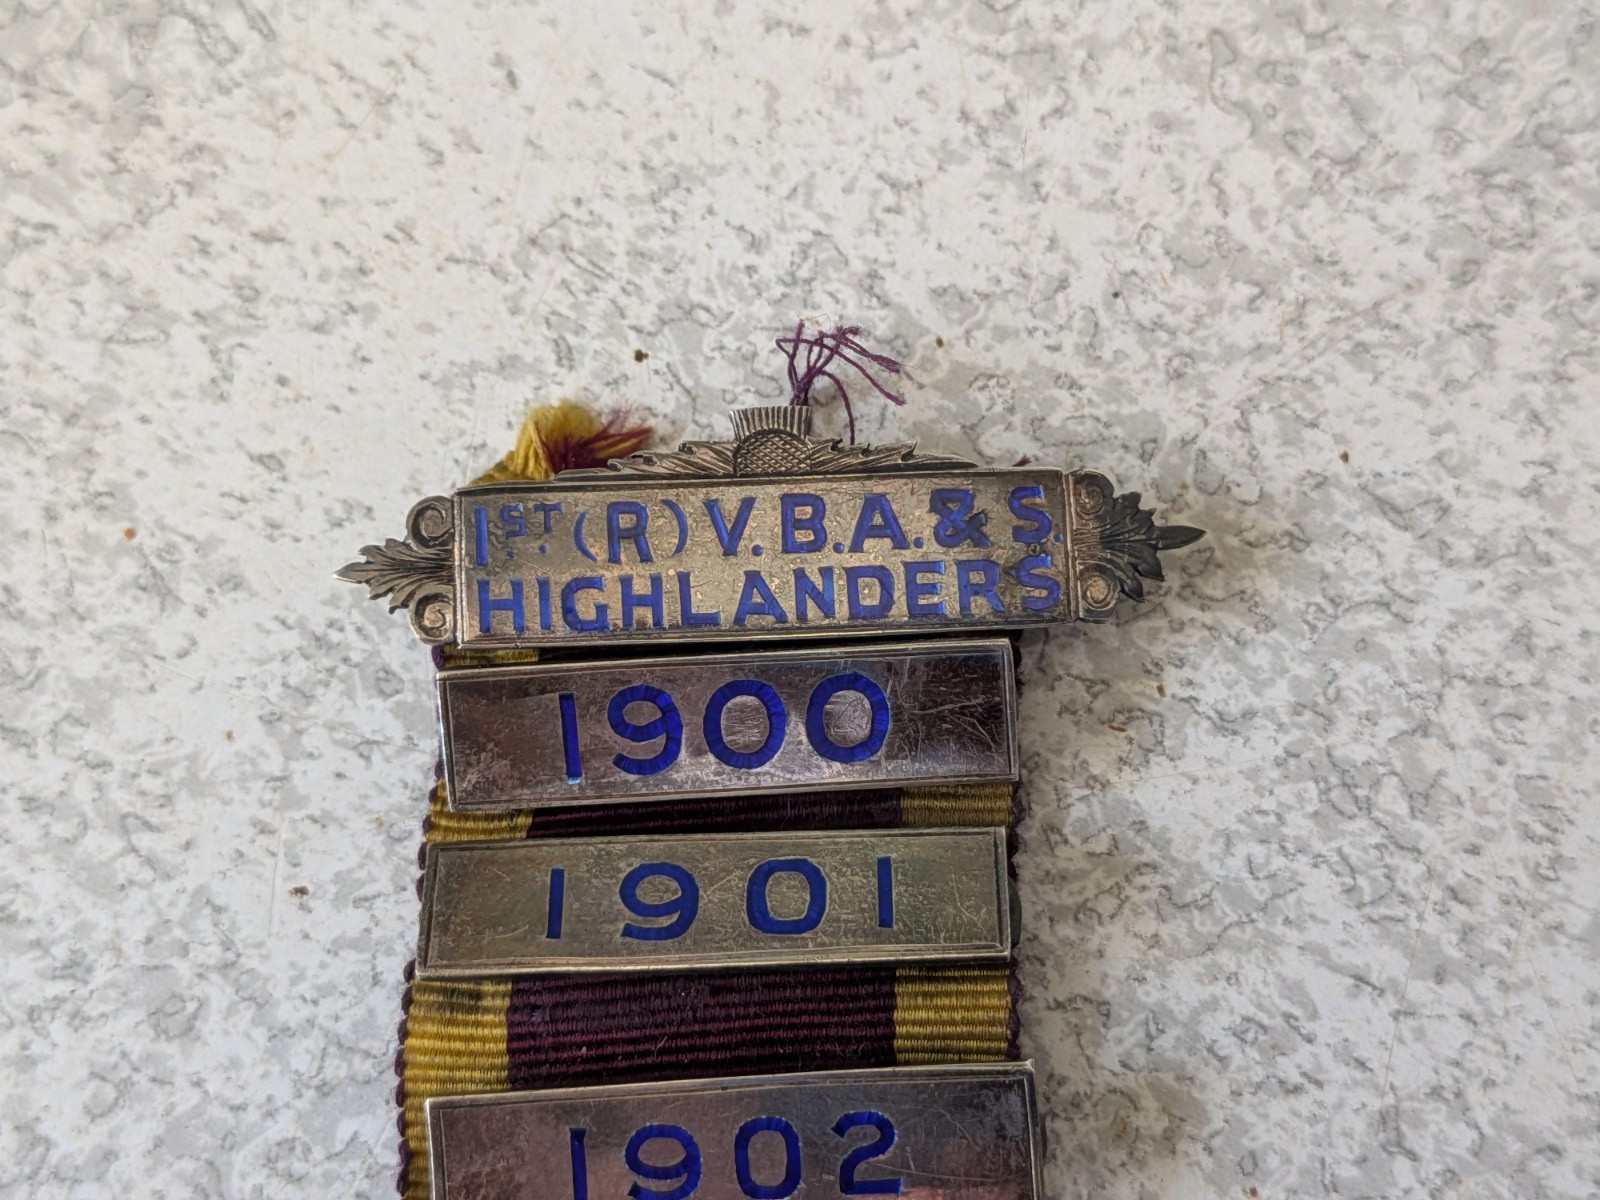 1ST (R) V.B.A. & S.
HIGHLANDERS
1900
1901
1902